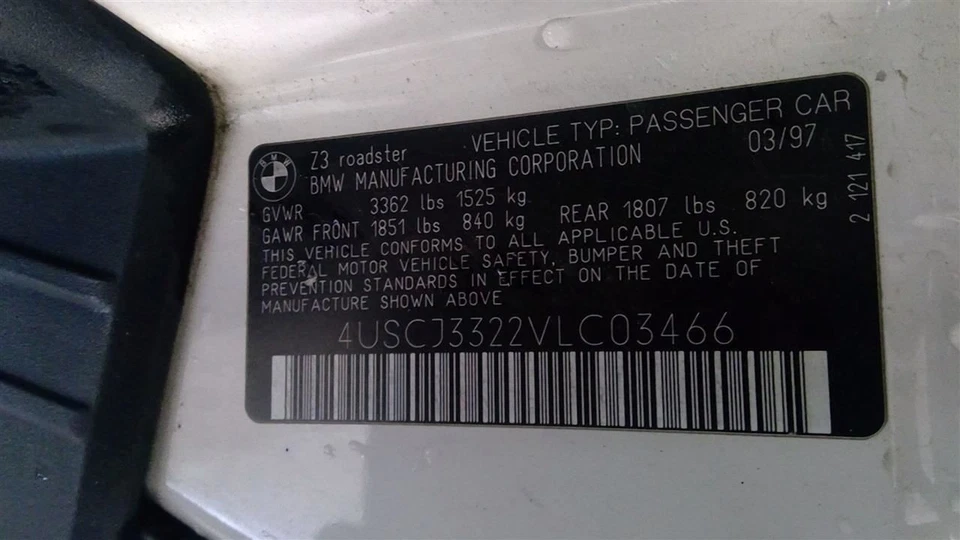 BMW
Z3 roadster VEHICLE TYP: PASSENGER CAR
BMW MANUFACTURING CORPORATION 03/97
GVWR 3362 lbs 1525 kg
GAWR FRONT 1851 lbs 840 kg REAR 1807 lbs 820 kg
THIS VEHICLE CONFORMS TO ALL APPLICABLE U.S.
FEDERAL MOTOR VEHICLE SAFETY, BUMPER AND THEFT
PREVENTION STANDARDS IN EFFECT ON THE DATE OF
MANUFACTURE SHOWN ABOVE
4USCJ3322VLC03466
2 121 417